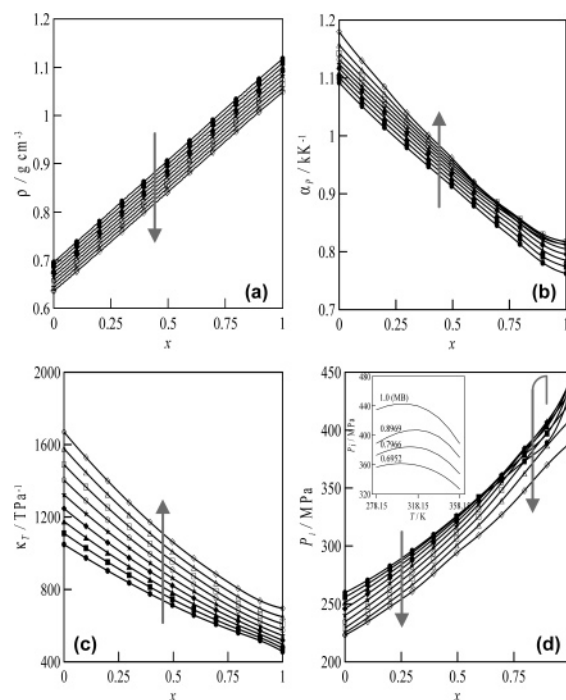 1.2
1.1
1
0.9
0.8
0.7
0.6
ρ / g cm⁻³
(a)
0 0.25 0.5 0.75 1
x
1.2
1.1
1
0.9
0.8
0.7
αₚ / kK⁻¹
(b)
0 0.25 0.5 0.75 1
x
2000
1600
1200
800
400
κ_T / TPa⁻¹
(c)
0 0.25 0.5 0.75 1
x
450
400
350
300
250
200
P_i / MPa
480
440
400
360
320
P_i / MPa
1.0 (MB)
0.8969
0.7966
0.6952
278.15 318.15 358.15
T / K
(d)
0 0.25 0.5 0.75 1
x